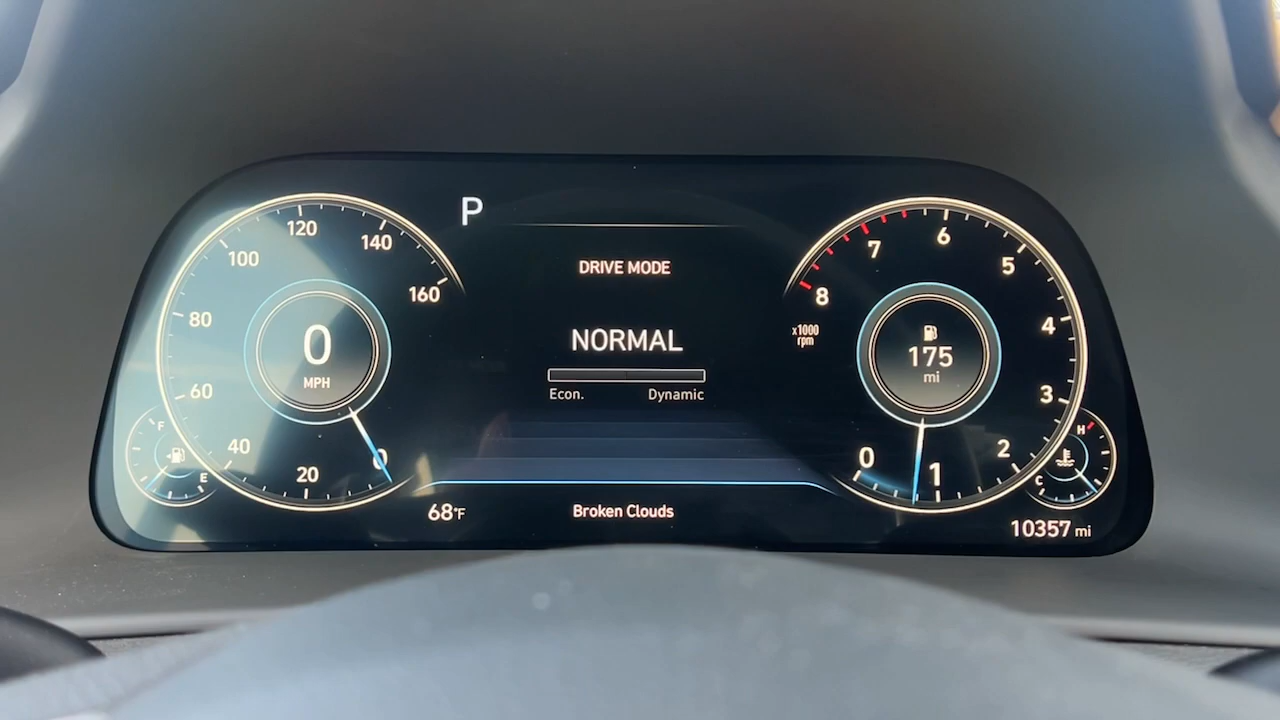 P
120
140
100
160
80
60
40
20
0
0
MPH
F
E
DRIVE MODE
NORMAL
Econ. Dynamic
6
7
5
8
4
x1000
rpm
3
2
0
1
175
mi
H
C
68°F
Broken Clouds
10357 mi